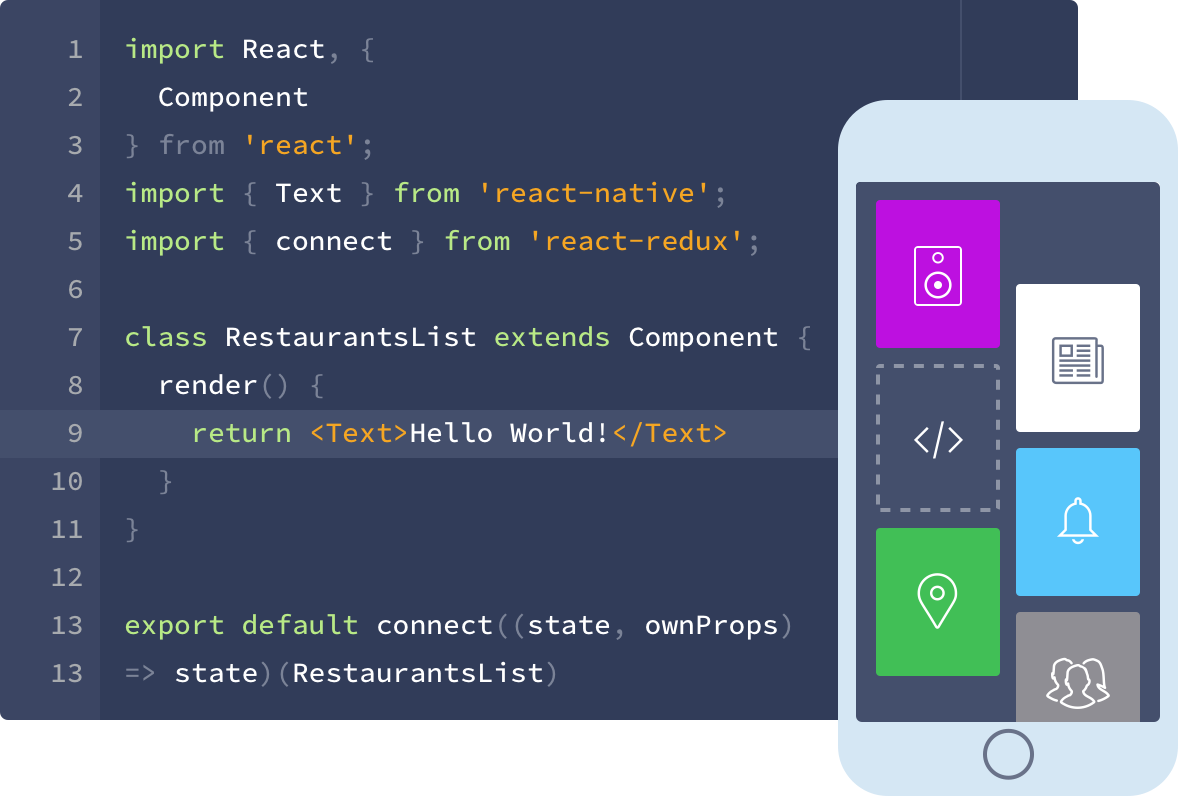 1 import React, {
2   Component
3 } from 'react';
4 import { Text } from 'react-native';
5 import { connect } from 'react-redux';
6
7 class RestaurantsList extends Component {
8   render() {
9     return <Text>Hello World!</Text>
10   }
11 }
12
13 export default connect((state, ownProps)
13 => state)(RestaurantsList)
</>